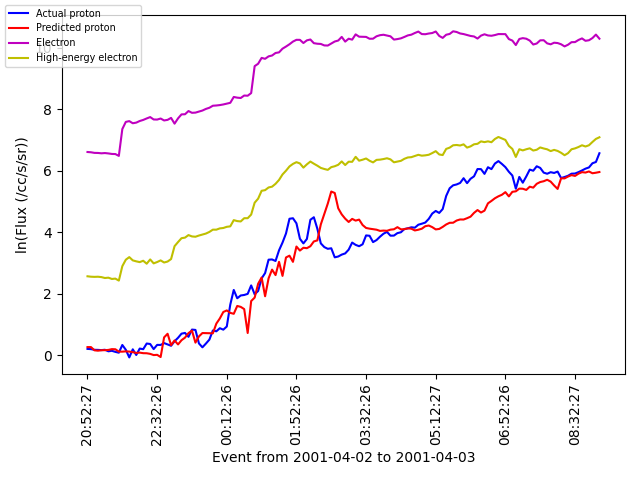 Actual proton
Predicted proton
Electron
High-energy electron
10
8
6
4
2
0
ln(Flux (/cc/s/sr))
20:52:27
22:32:26
00:12:26
01:52:26
03:32:26
05:12:27
06:52:26
08:32:27
Event from 2001-04-02 to 2001-04-03